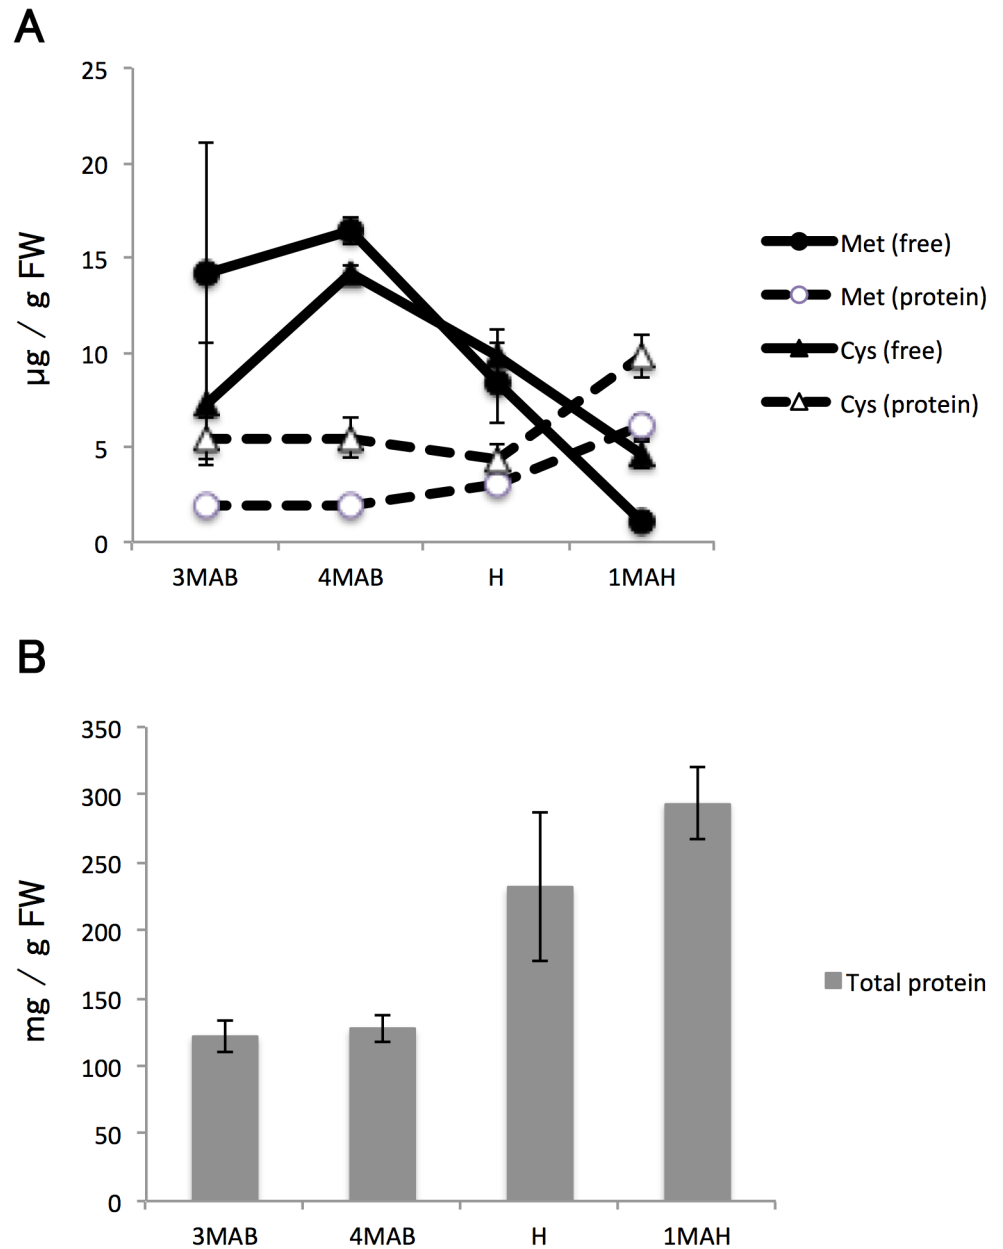 A
25
20
15
10
5
0
μg / g FW
3MAB 4MAB H 1MAH
Met (free)
Met (protein)
Cys (free)
Cys (protein)
B
350
300
250
200
150
100
50
0
mg / g FW
3MAB 4MAB H 1MAH
Total protein